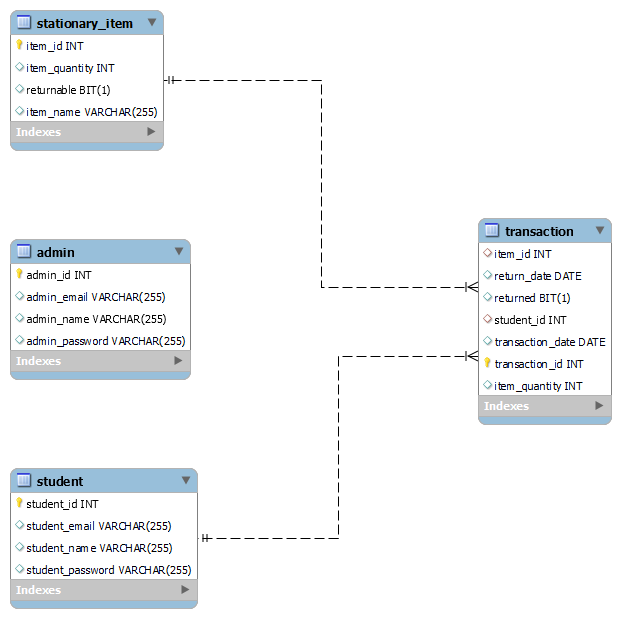 stationary_item
item_id INT
item_quantity INT
returnable BIT(1)
item_name VARCHAR(255)
Indexes
admin
admin_id INT
admin_email VARCHAR(255)
admin_name VARCHAR(255)
admin_password VARCHAR(255)
Indexes
student
student_id INT
student_email VARCHAR(255)
student_name VARCHAR(255)
student_password VARCHAR(255)
Indexes
transaction
item_id INT
return_date DATE
returned BIT(1)
student_id INT
transaction_date DATE
transaction_id INT
item_quantity INT
Indexes